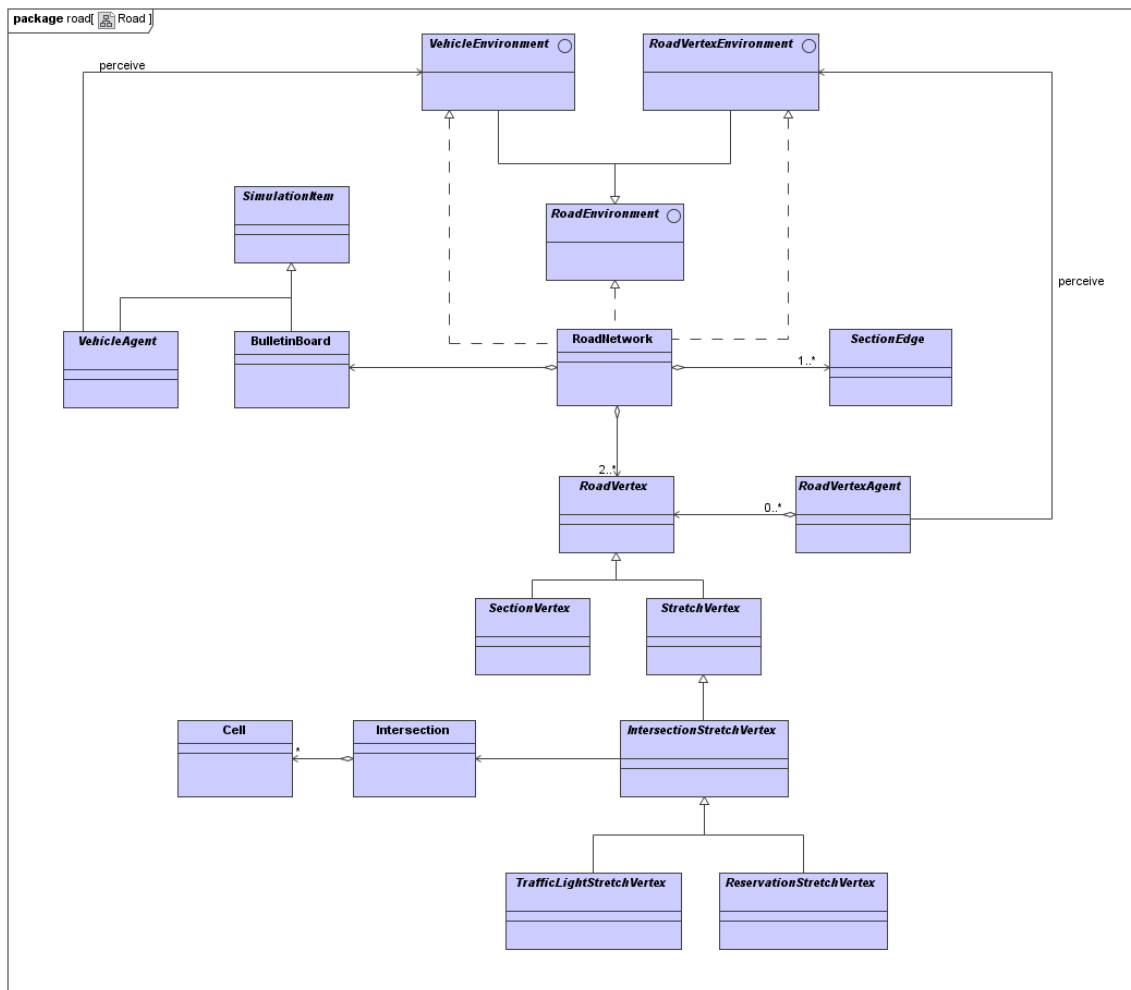 package road[ Road ]
VehicleEnvironment
RoadVertexEnvironment
perceive
SimulationItem
RoadEnvironment
perceive
VehicleAgent
BulletinBoard
RoadNetwork
SectionEdge
1..*
2..*
RoadVertex
RoadVertexAgent
0..*
SectionVertex
StretchVertex
Cell
Intersection
IntersectionStretchVertex
*
TrafficLightStretchVertex
ReservationStretchVertex